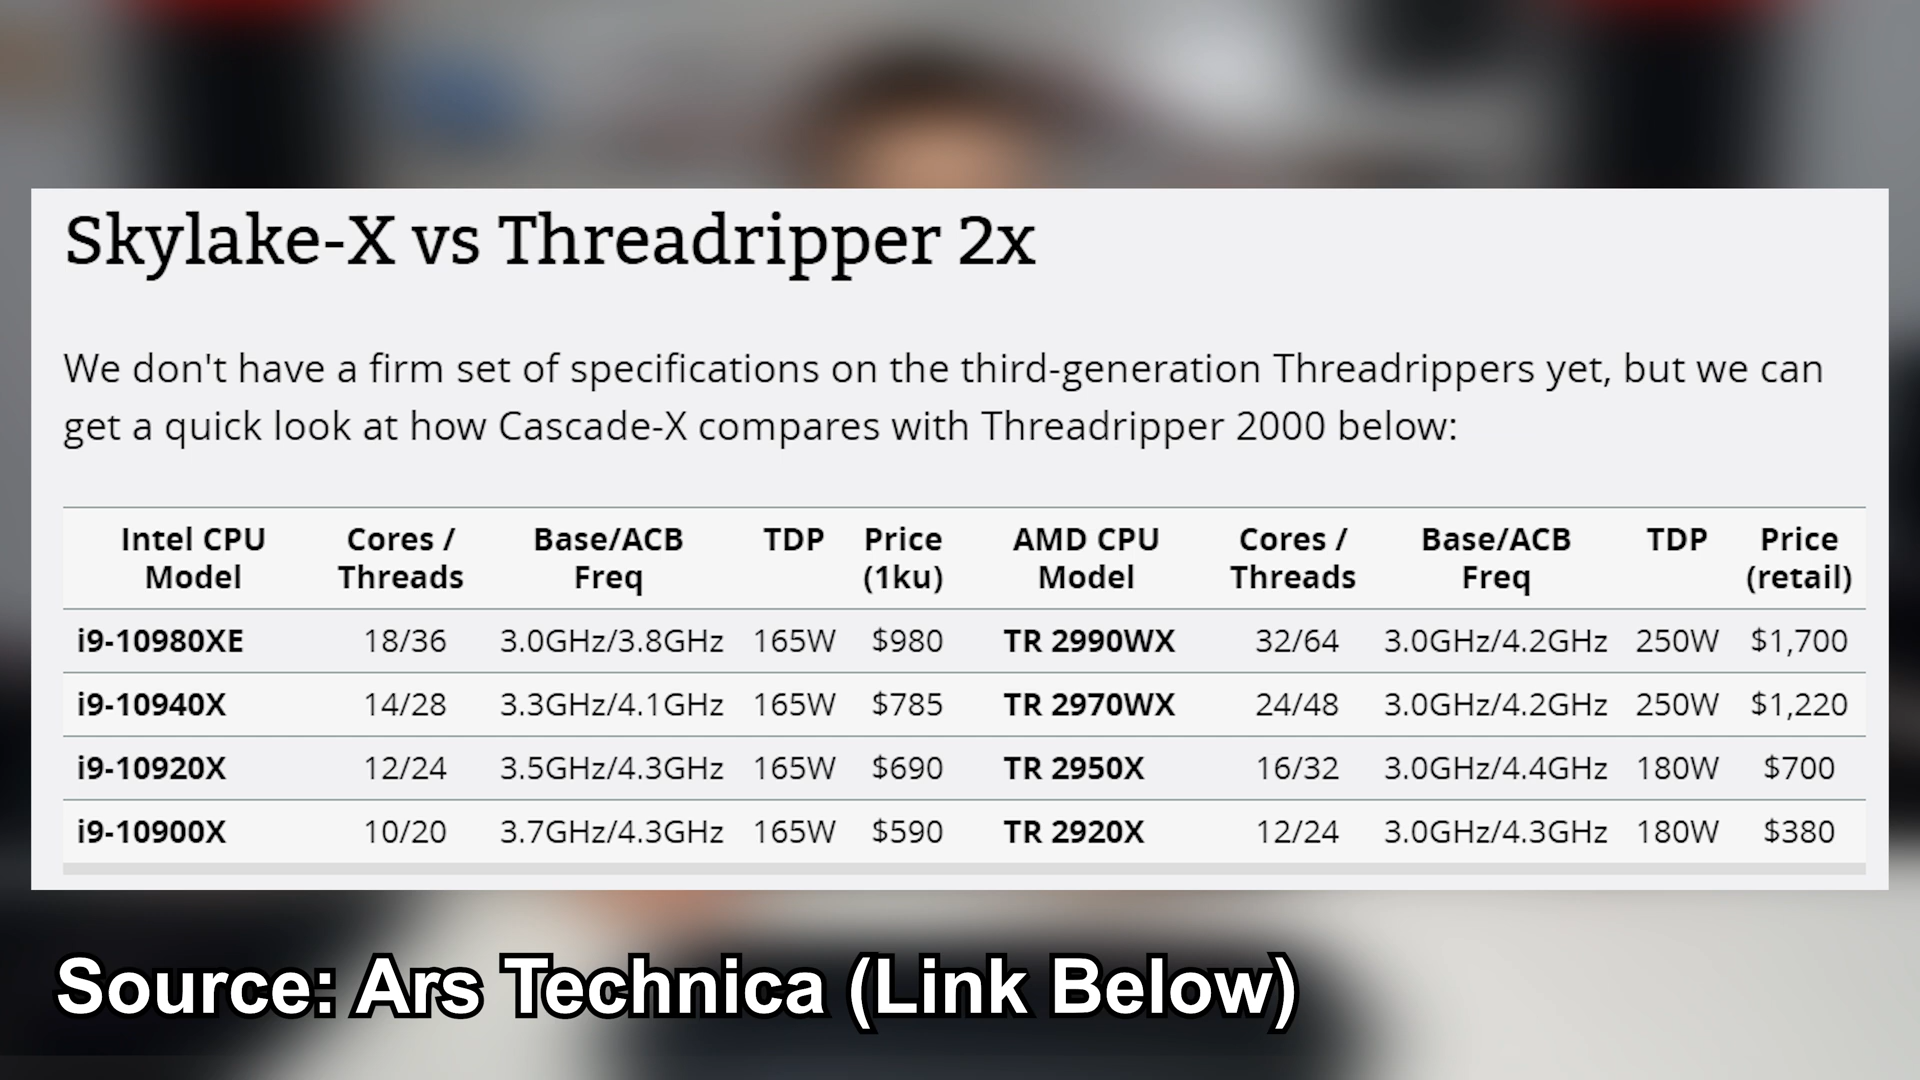 Skylake-X vs Threadripper 2x
We don't have a firm set of specifications on the third-generation Threadrippers yet, but we can
get a quick look at how Cascade-X compares with Threadripper 2000 below:
Intel CPU Model Cores / Threads Base/ACB Freq TDP Price (1ku) AMD CPU Model Cores / Threads Base/ACB Freq TDP Price (retail)
i9-10980XE 18/36 3.0GHz/3.8GHz 165W $980 TR 2990WX 32/64 3.0GHz/4.2GHz 250W $1,700
i9-10940X 14/28 3.3GHz/4.1GHz 165W $785 TR 2970WX 24/48 3.0GHz/4.2GHz 250W $1,220
i9-10920X 12/24 3.5GHz/4.3GHz 165W $690 TR 2950X 16/32 3.0GHz/4.4GHz 180W $700
i9-10900X 10/20 3.7GHz/4.3GHz 165W $590 TR 2920X 12/24 3.0GHz/4.3GHz 180W $380
Source: Ars Technica (Link Below)